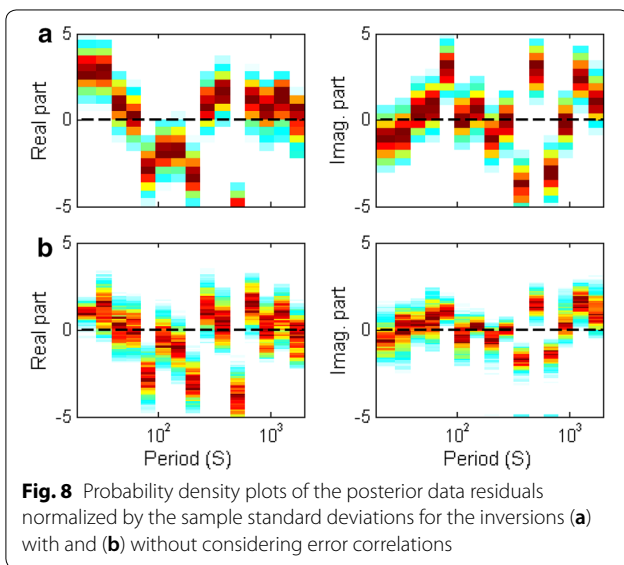 a
5
0
-5
Real part
5
0
-5
Imag. part
b
5
0
-5
Real part
10²
10³
Period (S)
5
0
-5
Imag. part
10²
10³
Period (S)
Fig. 8 Probability density plots of the posterior data residuals
normalized by the sample standard deviations for the inversions (a)
with and (b) without considering error correlations